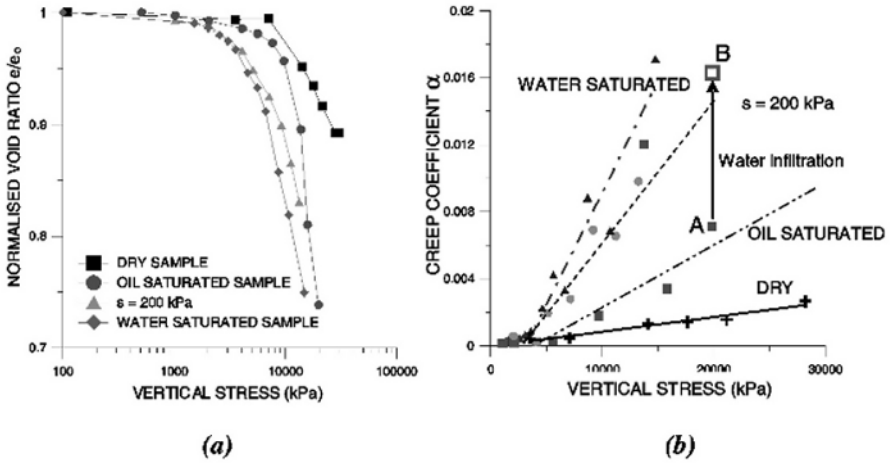 (a)
NORMALISED VOID RATIO e/e₀
1
0.9
0.8
0.7
DRY SAMPLE
OIL SATURATED SAMPLE
s = 200 kPa
WATER SATURATED SAMPLE
100
1000
10000
100000
VERTICAL STRESS (kPa)
(a)
(b)
CREEP COEFFICIENT α
0.02
0.016
0.012
0.008
0.004
0
WATER SATURATED
B
s = 200 kPa
Water Infiltration
A
OIL SATURATED
DRY
0
10000
20000
30000
VERTICAL STRESS (kPa)
(b)